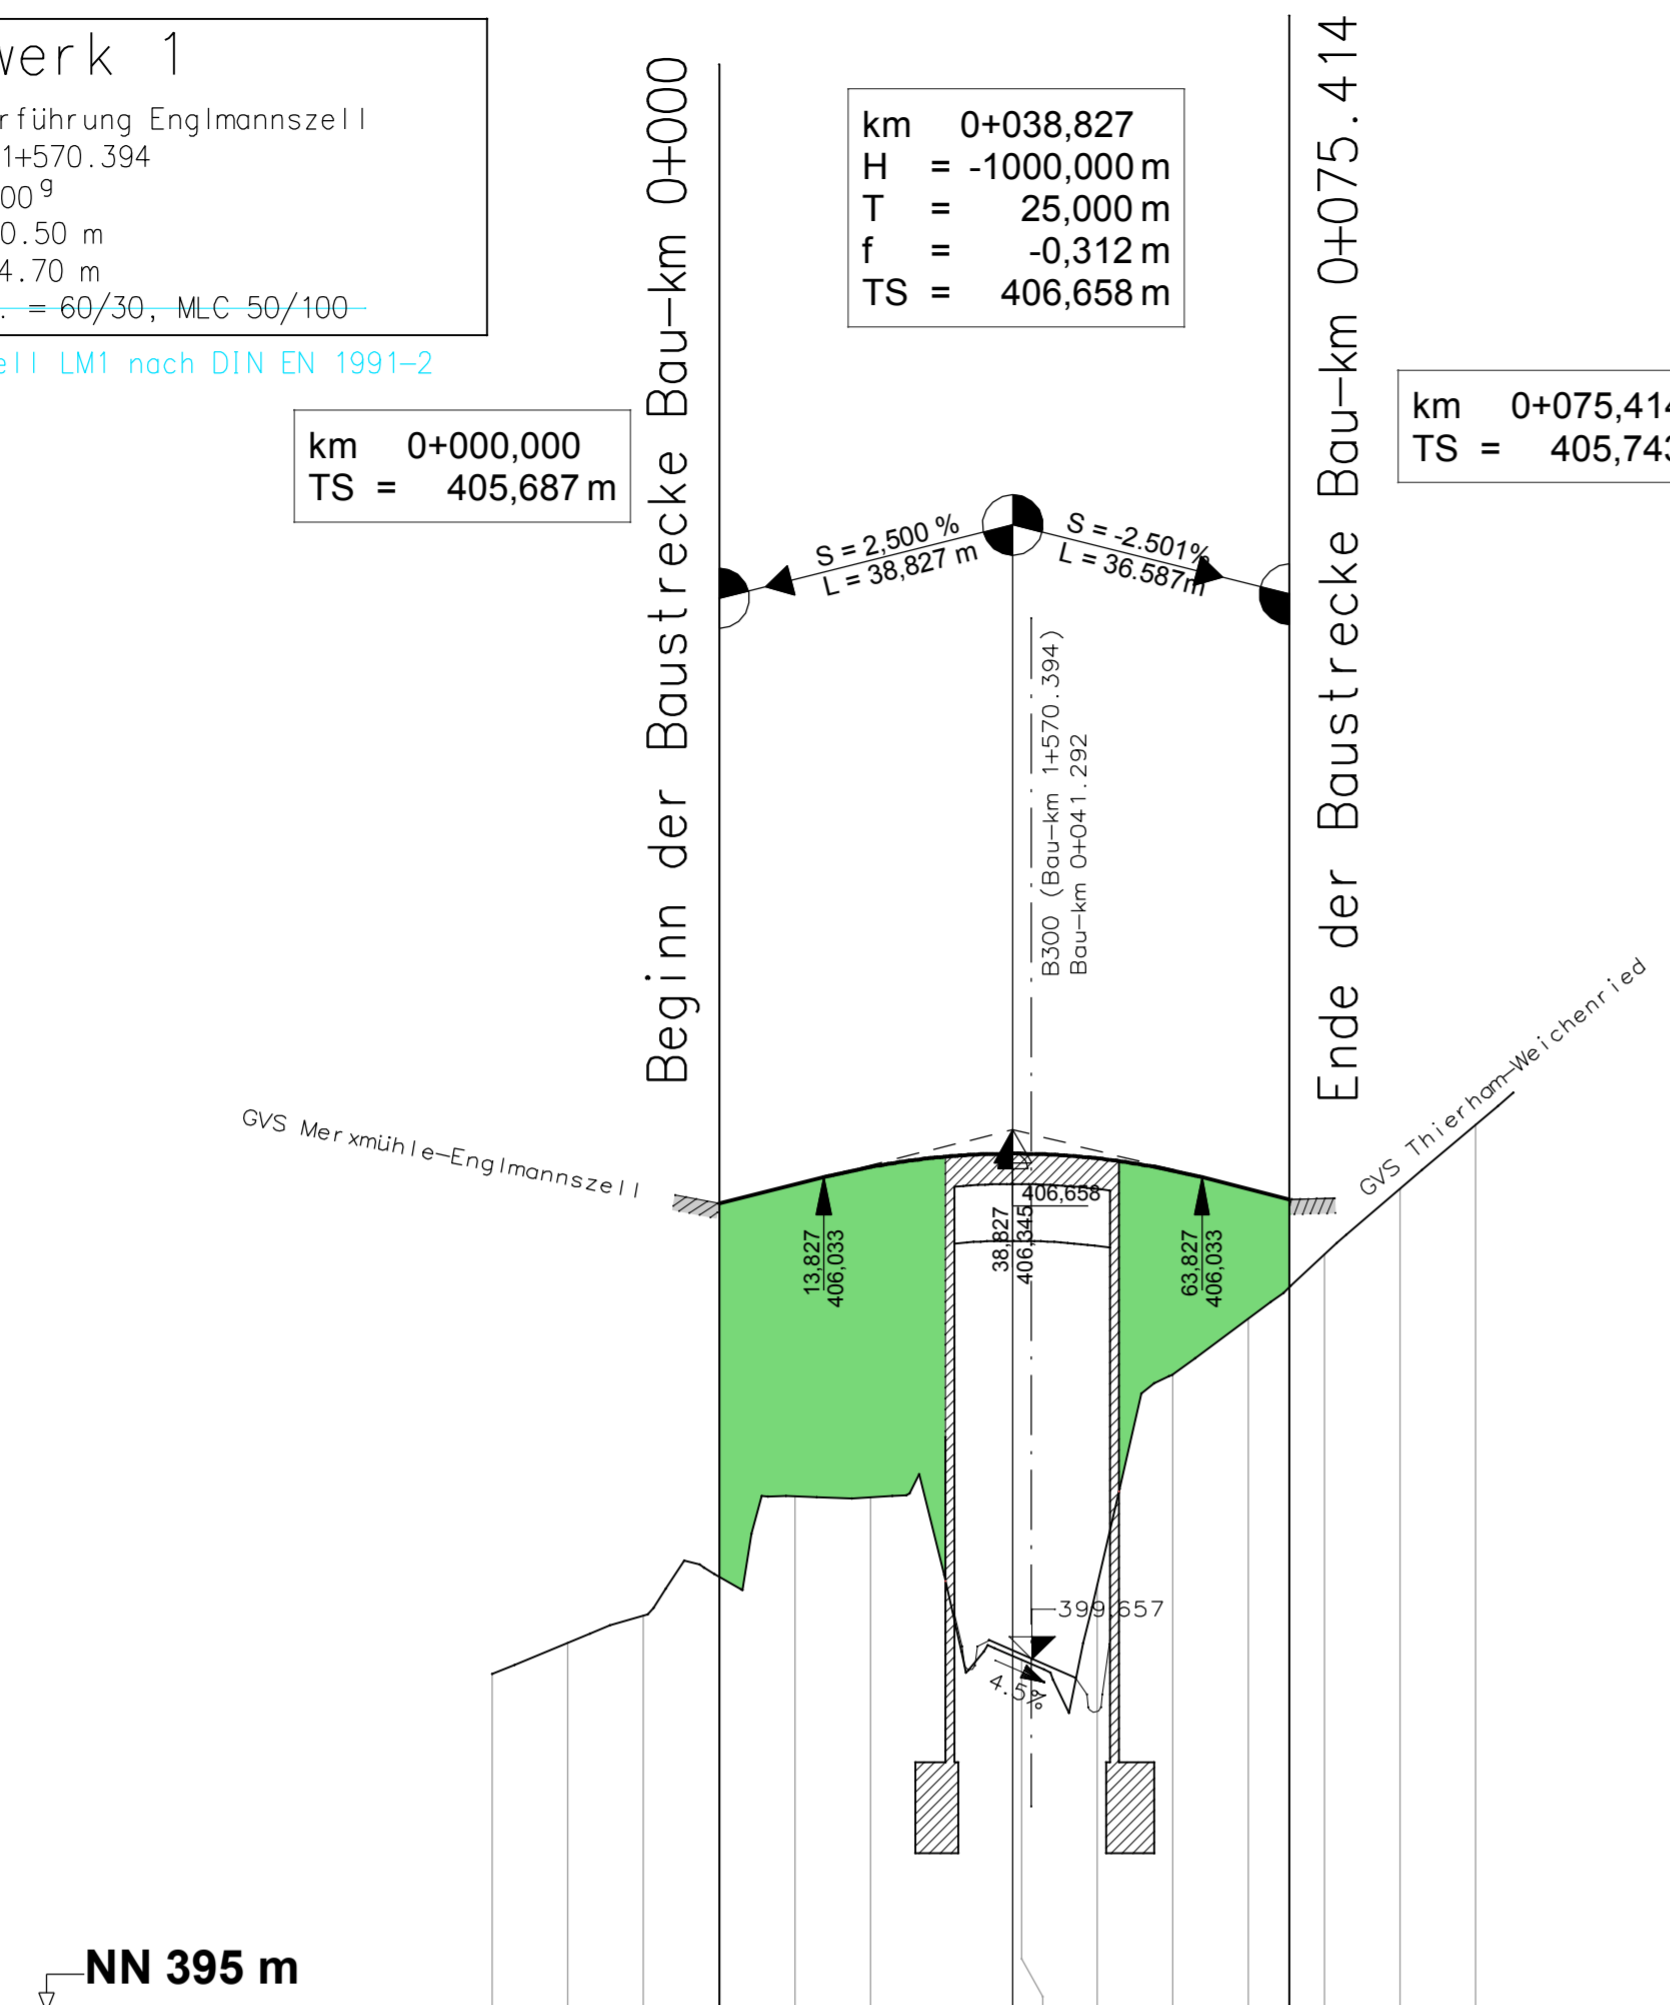 werk 1
rführung Englmannszell
1+570.394
00 g
0.50 m
4.70 m
. = 60/30, MLC 50/100
ell LM1 nach DIN EN 1991-2
km 0+000,000
TS = 405,687 m
Beginn der Baustrecke Bau-km 0+000
km 0+038,827
H = -1000,000 m
T = 25,000 m
f = -0,312 m
TS = 406,658 m
Ende der Baustrecke Bau-km 0+075.414
km 0+075,414
TS = 405,743
S = 2,500 %
L = 38,827 m
S = -2.501%
L = 36.587m
B300 (Bau-km 1+570.394)
Bau-km 0+041.292
GVS Merxmühle-Englmannszell
GVS Thierham-Weichenried
13,827
406,033
406,658
38,827
406,345
63,827
406,033
399,657
4.5%
NN 395 m